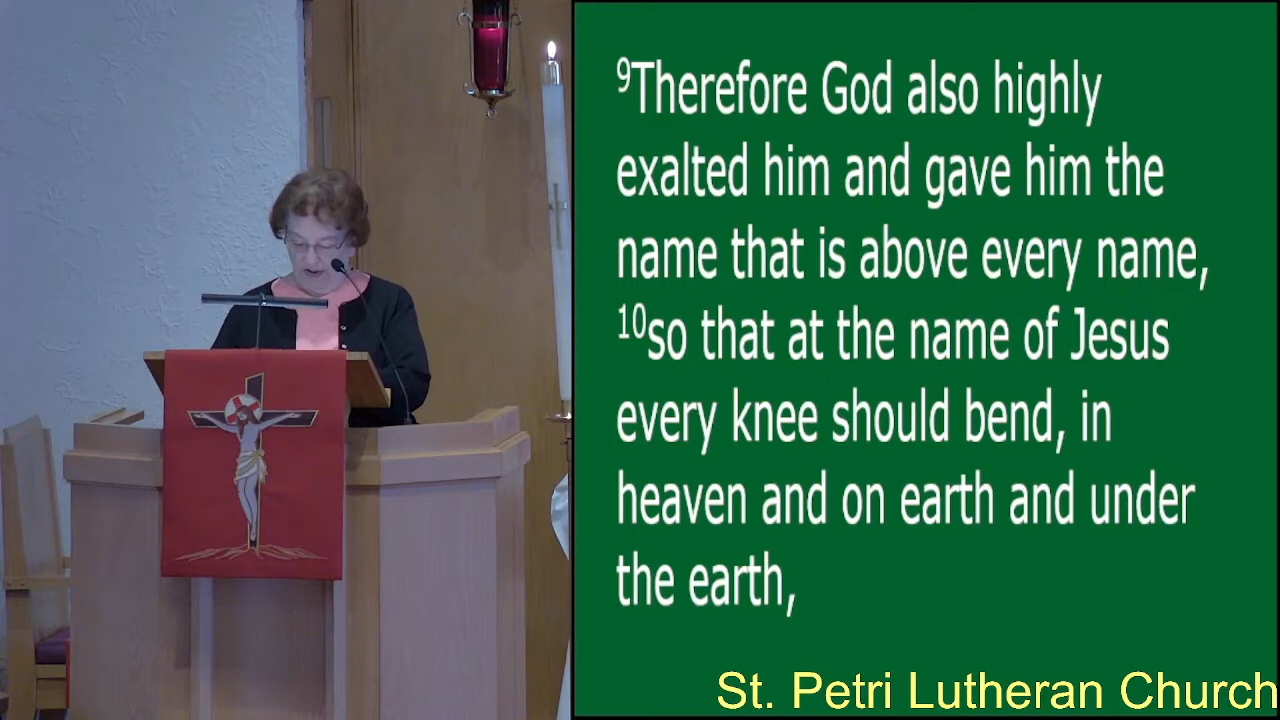 ⁹Therefore God also highly
exalted him and gave him the
name that is above every name,
¹⁰so that at the name of Jesus
every knee should bend, in
heaven and on earth and under
the earth,
St. Petri Lutheran Church